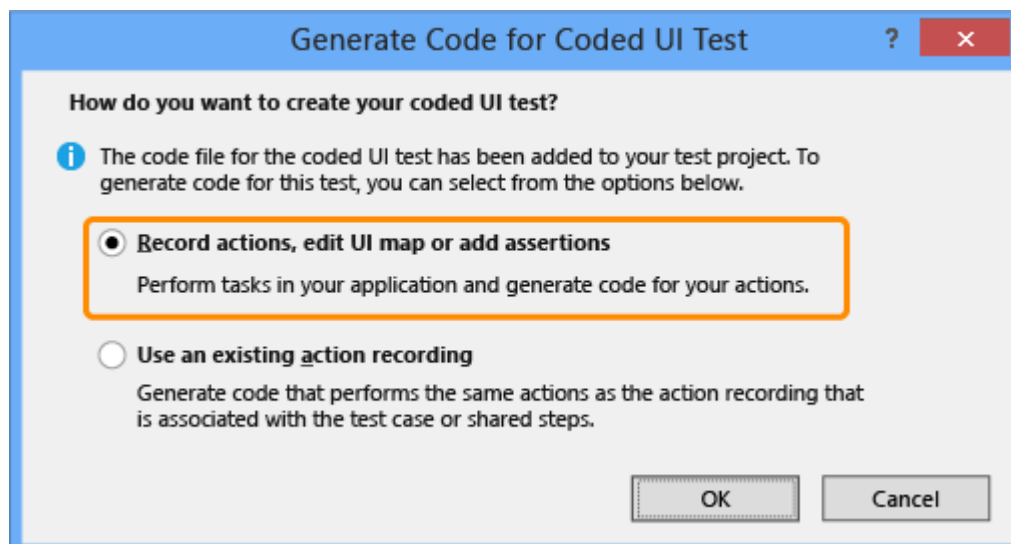 Generate Code for Coded UI Test ? ×
How do you want to create your coded UI test?
i The code file for the coded UI test has been added to your test project. To
generate code for this test, you can select from the options below.
Record actions, edit UI map or add assertions
Perform tasks in your application and generate code for your actions.
Use an existing action recording
Generate code that performs the same actions as the action recording that
is associated with the test case or shared steps.
OK Cancel